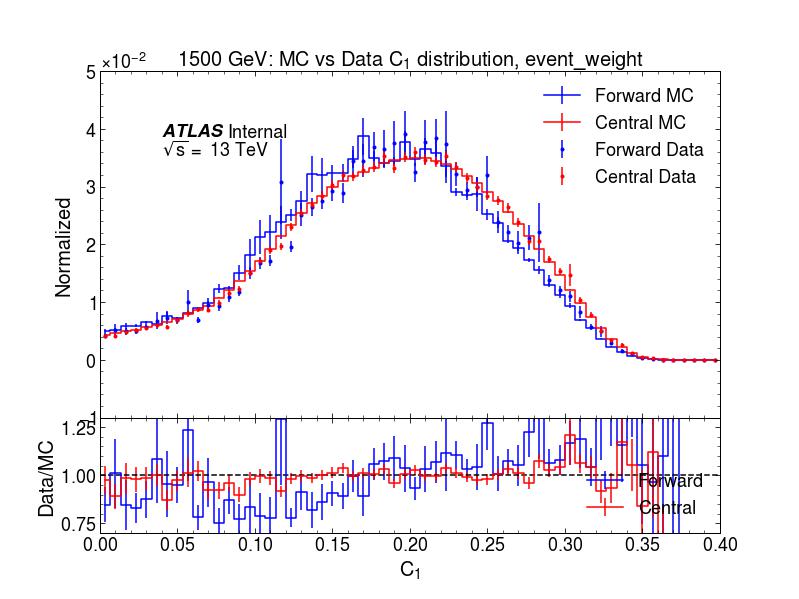 ×10⁻²
1500 GeV: MC vs Data C₁ distribution, event_weight
5
4
3
2
1
0
−1
Normalized
ATLAS Internal
√s = 13 TeV
Forward MC
Central MC
Forward Data
Central Data
1.25
1.00
0.75
Data/MC
Forward
Central
0.00 0.05 0.10 0.15 0.20 0.25 0.30 0.35 0.40
C₁